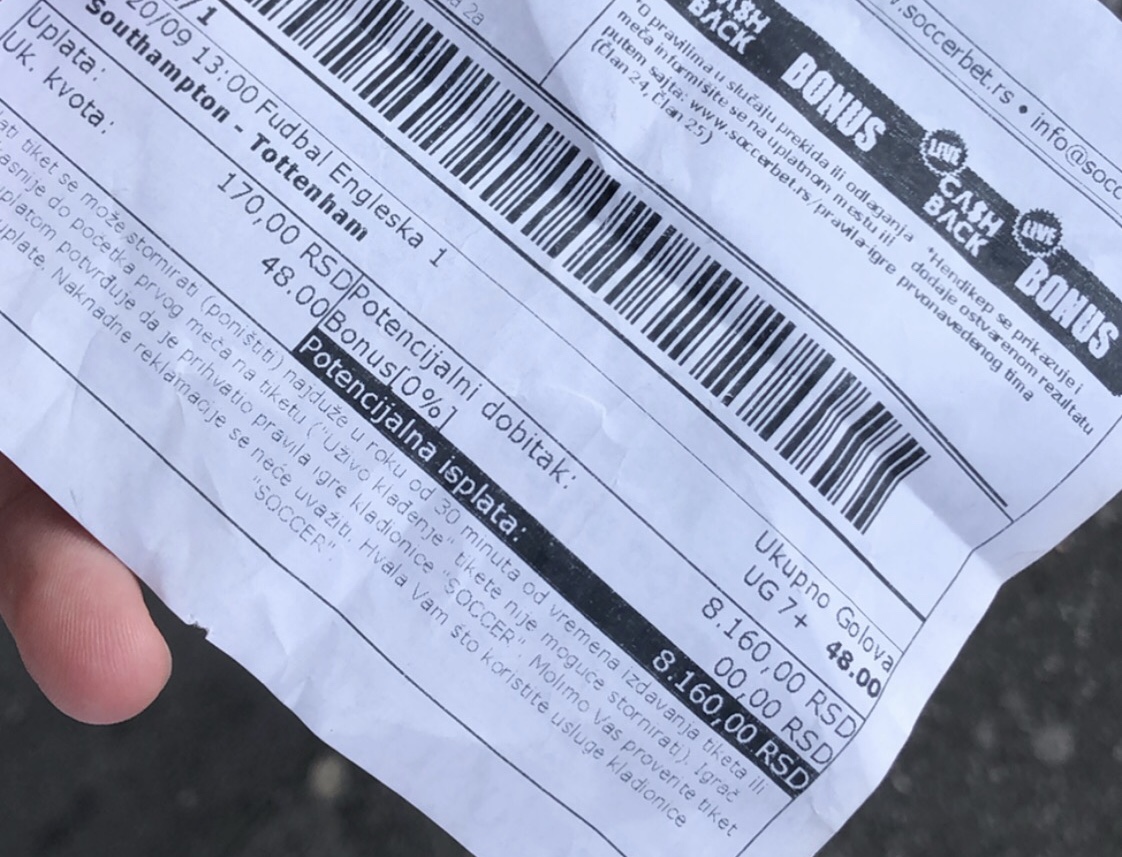 .soccerbet.rs • info@socc
CASH BACK BONUS LIVE CASH BACK LIVE BONUS
*O pravilima u slučaju prekida ili odlaganja
meča informišite se na uplatnom mestu ili
putem sajta: www.soccerbet.rs/pravila-igre
(član 24, član 25)
*Hendikep se prikazuje i
dodaje ostvarenom rezultatu
prvonavedenog tima
2a
/1
20/09 13:00 Fudbal Engleska 1
Ukupno Golova
Southampton - Tottenham
UG 7+ 48.00
Uplata: 170,00 RSD
Potencijalni dobitak: 8.160,00 RSD
Uk. kvota: 48.00
Bonus[0%] 00,00 RSD
Potencijalna isplata: 8.160,00 RSD
tiket se može stornirati (poništiti) najduže u roku od 30 minuta od vremena izdavanja tiketa ili
do početka prvog meča na tiketu ("Uživo klađenje" tikete nije moguće stornirati). Igrač
uplatom potvrđuje da je prihvatio pravila igre kladionice "SOCCER". Molimo Vas proverite tiket
uplate. Naknadne reklamacije se neće uvažiti. Hvala Vam što koristite usluge kladionice
"SOCCER".